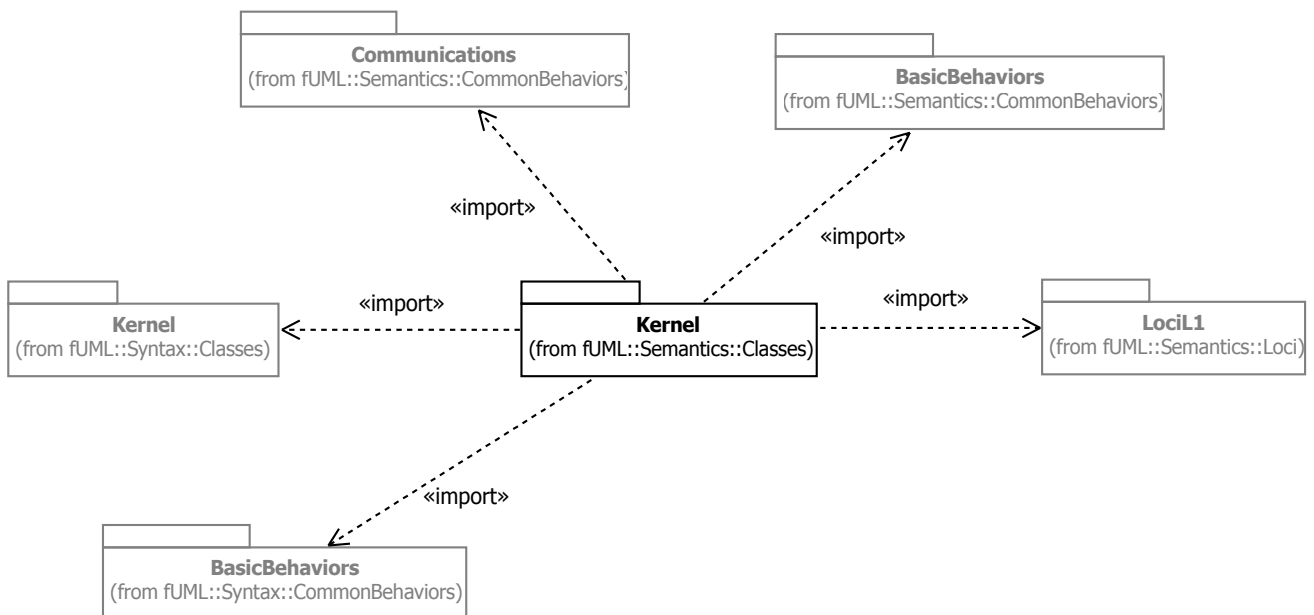 Communications
(from fUML::Semantics::CommonBehaviors)
BasicBehaviors
(from fUML::Semantics::CommonBehaviors)
«import»
«import»
«import»
«import»
Kernel
(from fUML::Syntax::Classes)
Kernel
(from fUML::Semantics::Classes)
LociL1
(from fUML::Semantics::Loci)
«import»
BasicBehaviors
(from fUML::Syntax::CommonBehaviors)